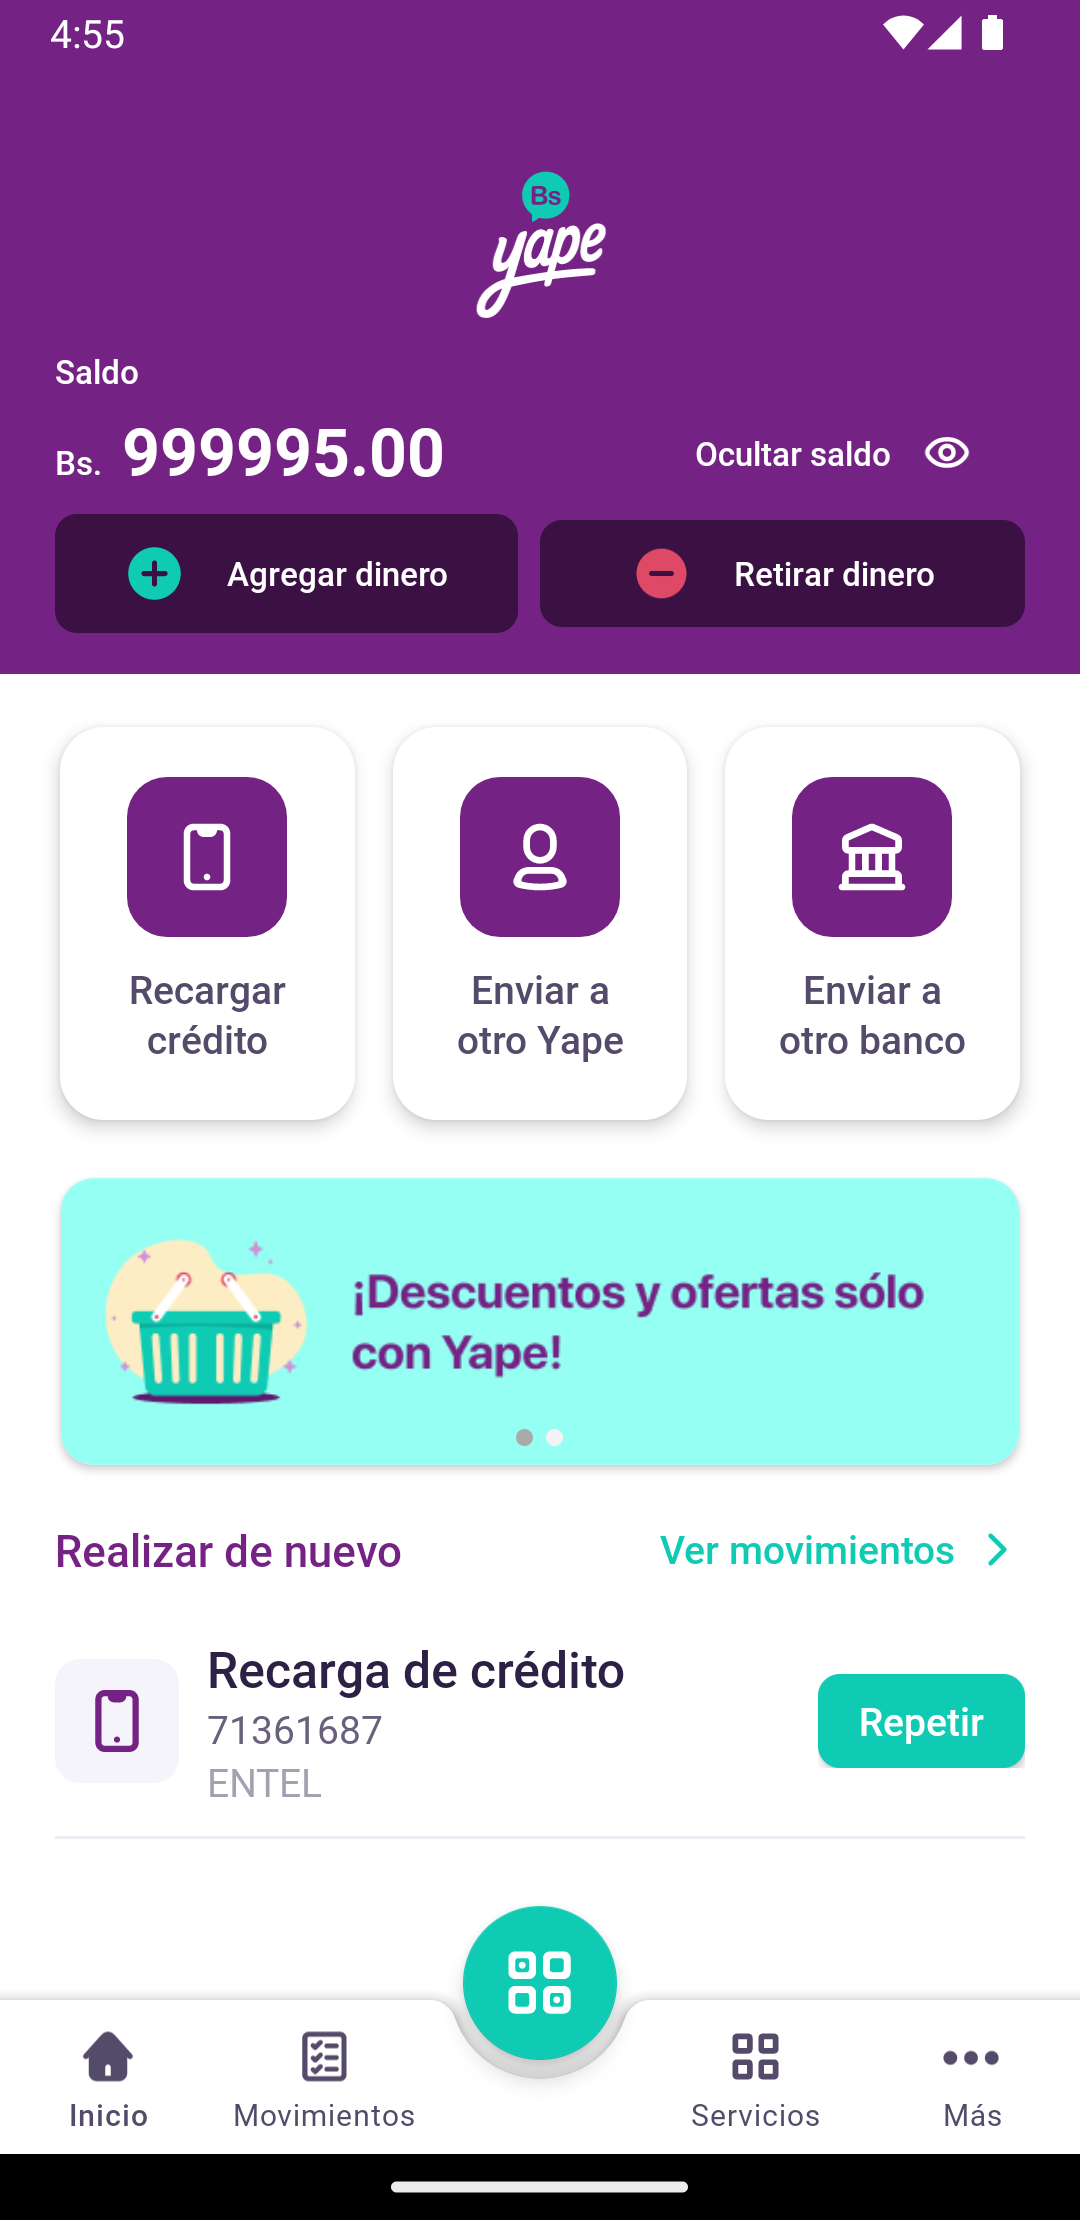 4:55
Bs
yape
Saldo
Bs. 999995.00
Ocultar saldo
Agregar dinero
Retirar dinero
Recargar
crédito
Enviar a
otro Yape
Enviar a
otro banco
¡Descuentos y ofertas sólo
con Yape!
Realizar de nuevo
Ver movimientos
Recarga de crédito
71361687
ENTEL
Repetir
Inicio
Movimientos
Servicios
Más